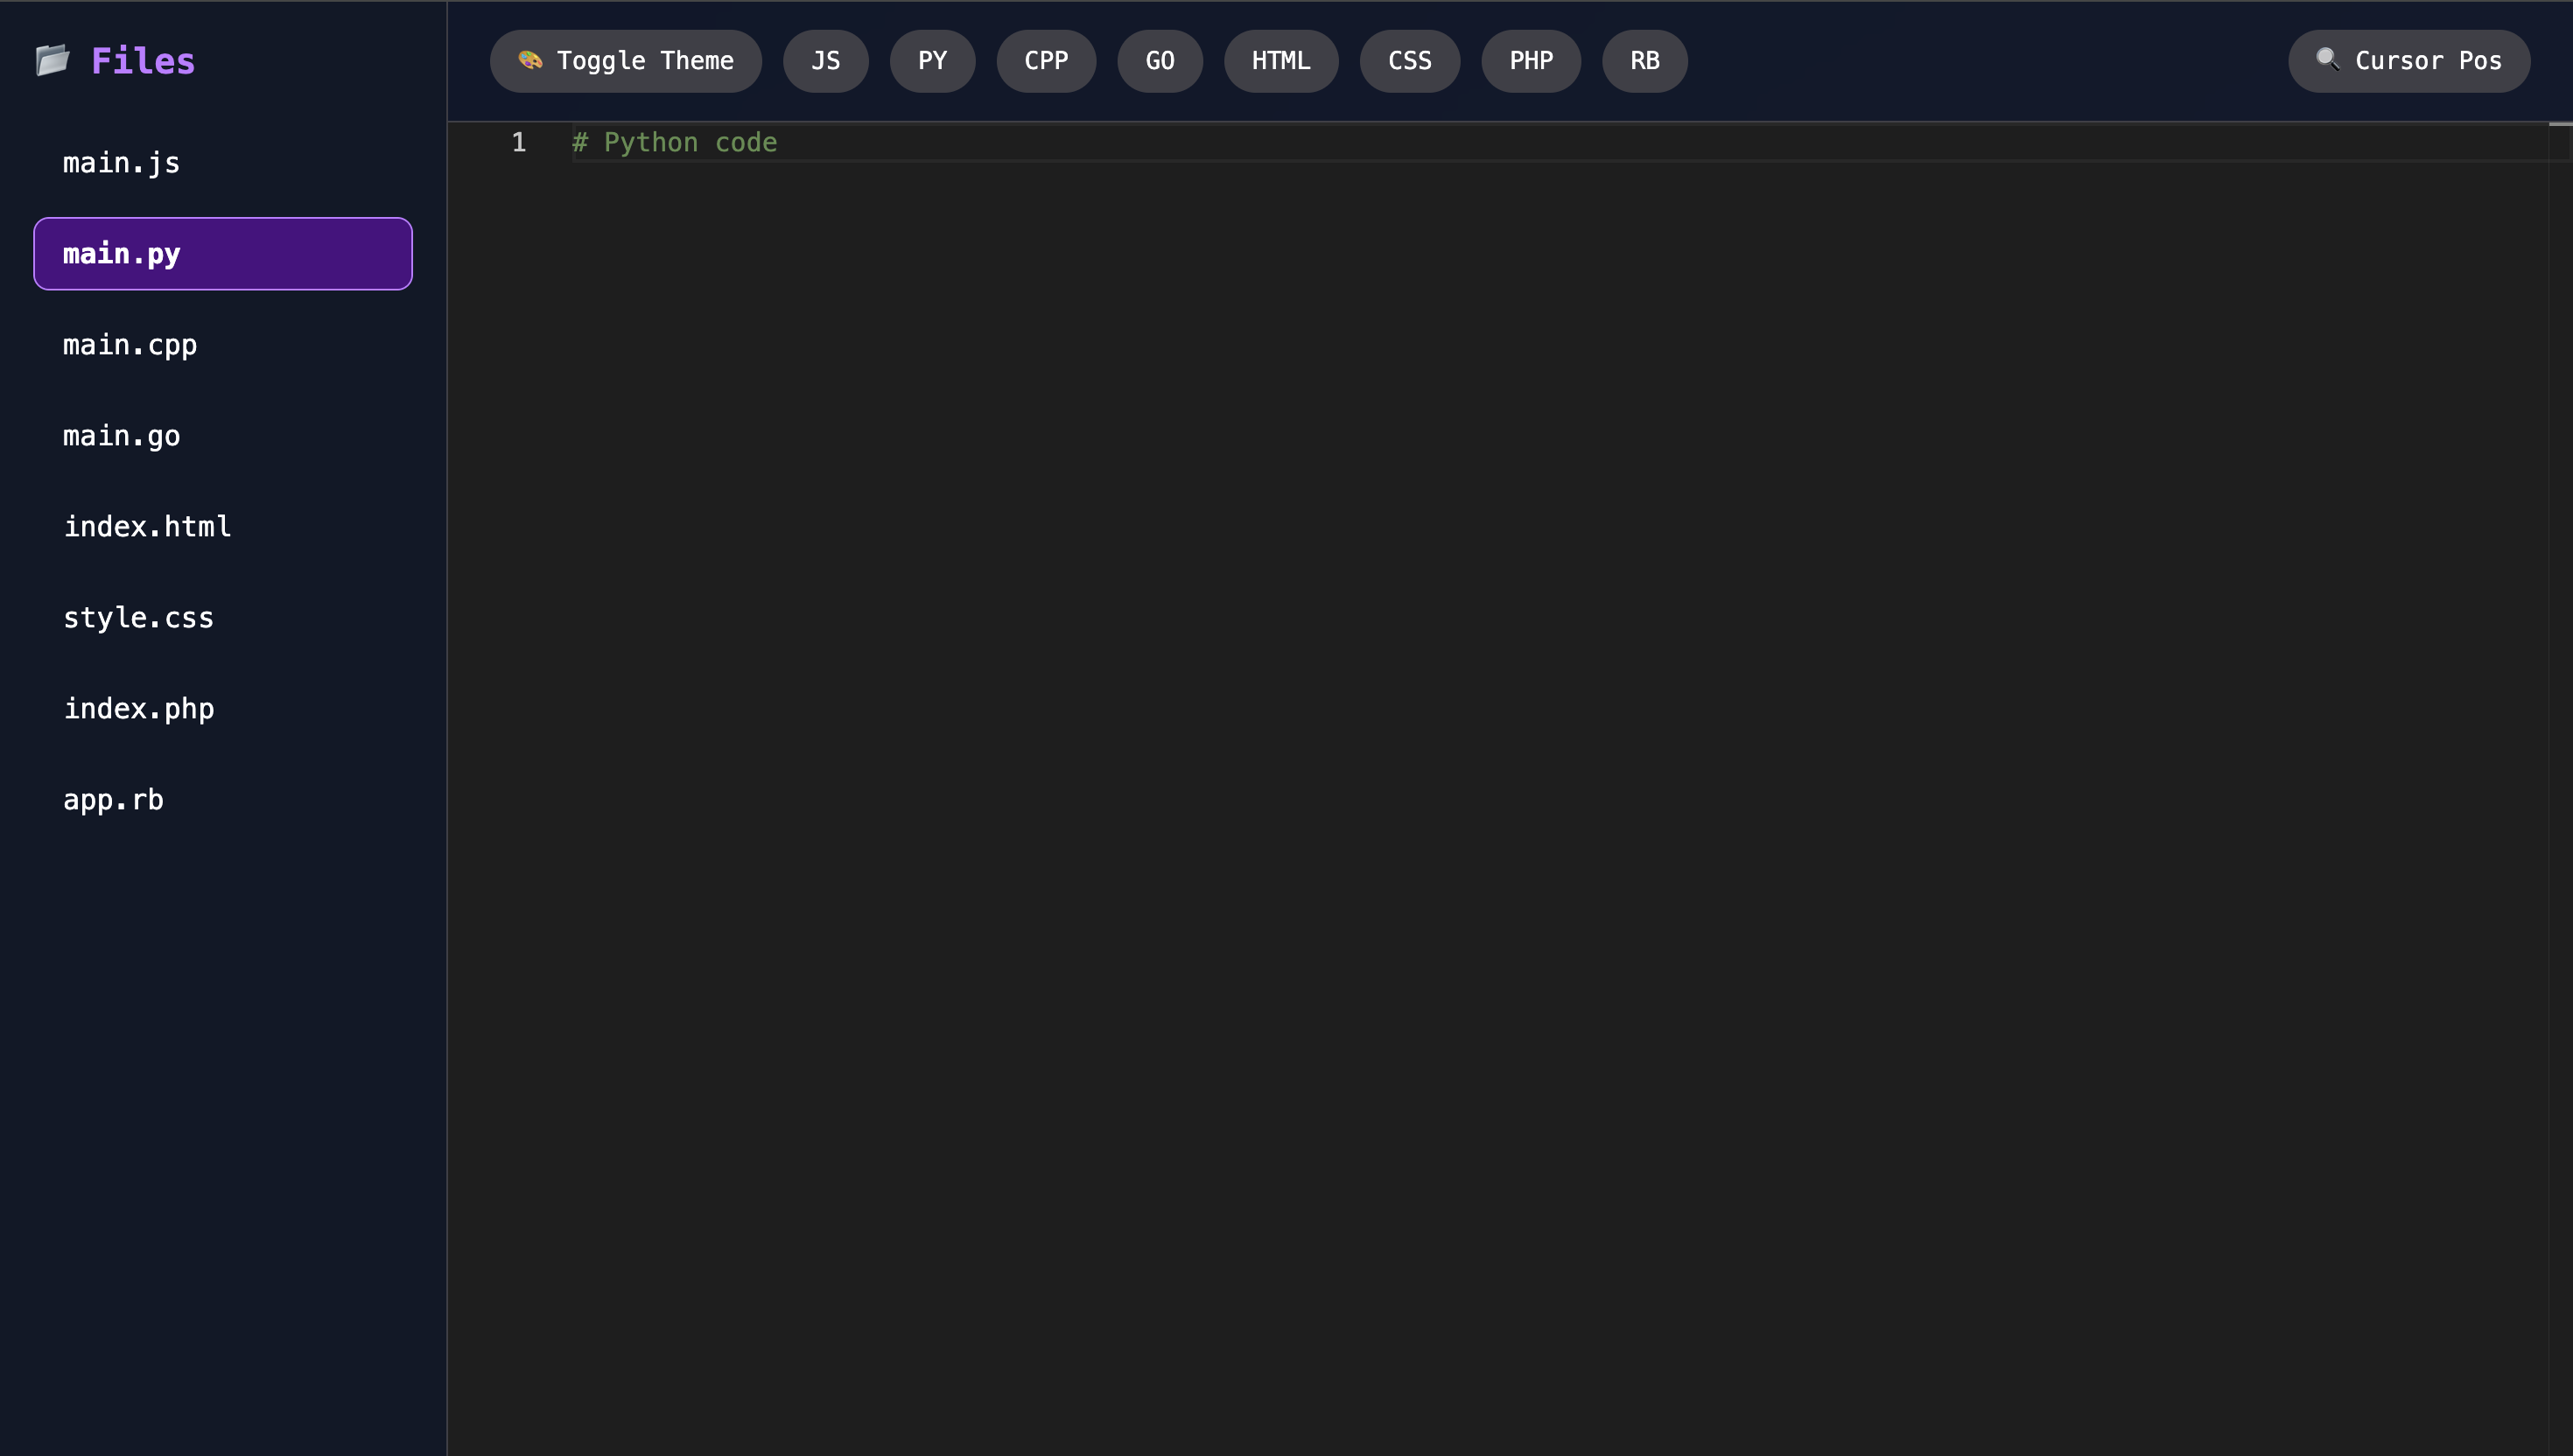 Files
main.js
main.py
main.cpp
main.go
index.html
style.css
index.php
app.rb
Toggle Theme JS PY CPP GO HTML CSS PHP RB Cursor Pos
1 # Python code